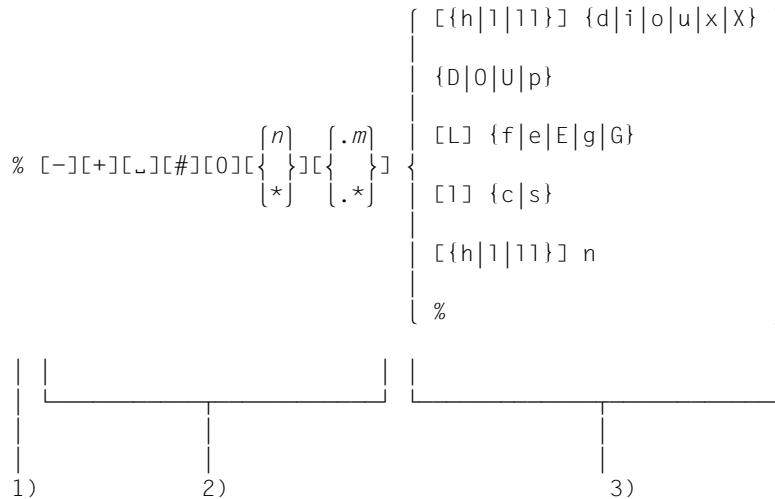 [{h|l|ll}] {d|i|o|u|x|X}
{D|O|U|p}
n .m
% [-][+][␣][#][0][{ }][{ }] { [L] {f|e|E|g|G}
* .*
[l] {c|s}
[{h|l|ll}] n
%
1) 2) 3)